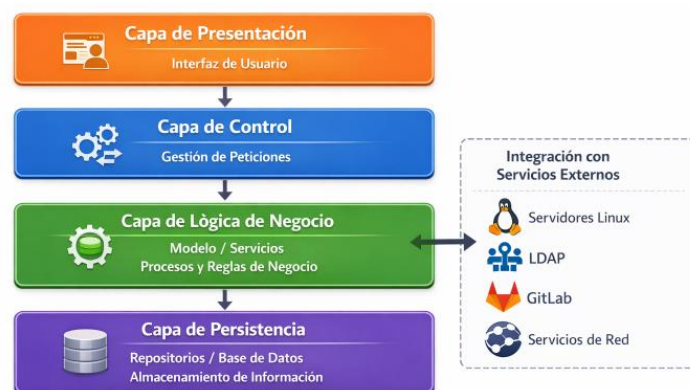 Capa de Presentación
Interfaz de Usuario
Capa de Control
Gestión de Peticiones
Capa de Lògica de Negocio
Modelo / Servicios
Procesos y Reglas de Negocio
Capa de Persistencia
Repositorios / Base de Datos
Almacenamiento de Información
Integración con
Servicios Externos
Servidores Linux
LDAP
GitLab
Servicios de Red